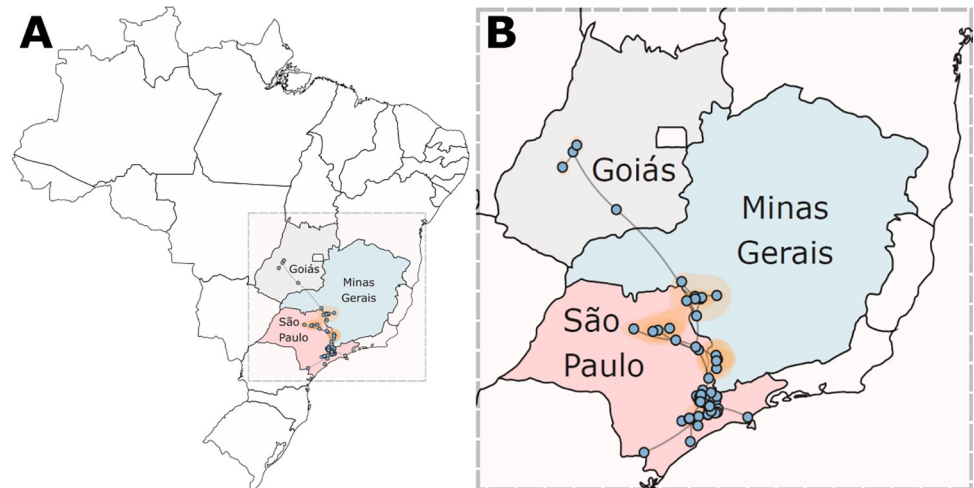 A
Goiás
Minas
Gerais
São
Paulo
B
Goiás
Minas
Gerais
São
Paulo